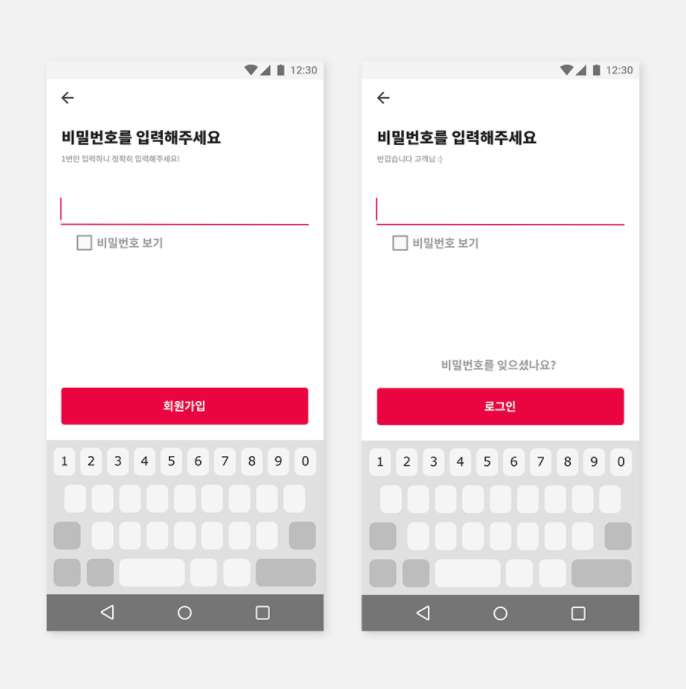 12:30
비밀번호를 입력해주세요
1번만 입력하니 정확히 입력해주세요!
비밀번호 보기
회원가입
1 2 3 4 5 6 7 8 9 0
12:30
비밀번호를 입력해주세요
반갑습니다 고객님 :)
비밀번호 보기
비밀번호를 잊으셨나요?
로그인
1 2 3 4 5 6 7 8 9 0